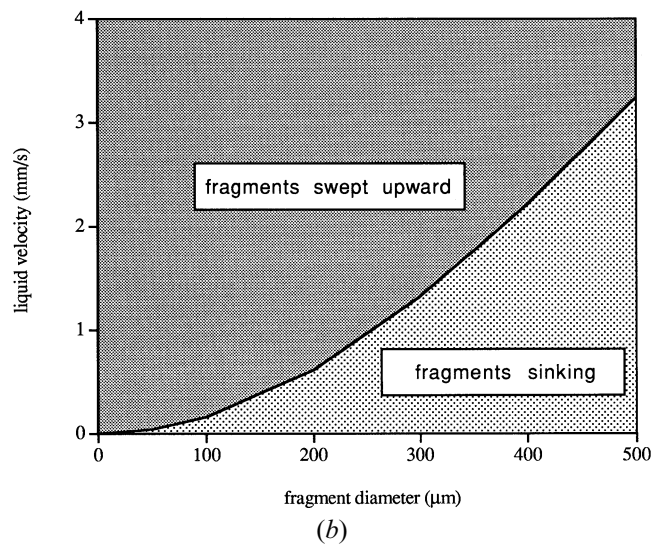 4
3
2
1
0
liquid velocity (mm/s)
fragments swept upward
fragments sinking
0 100 200 300 400 500
fragment diameter (μm)
(b)